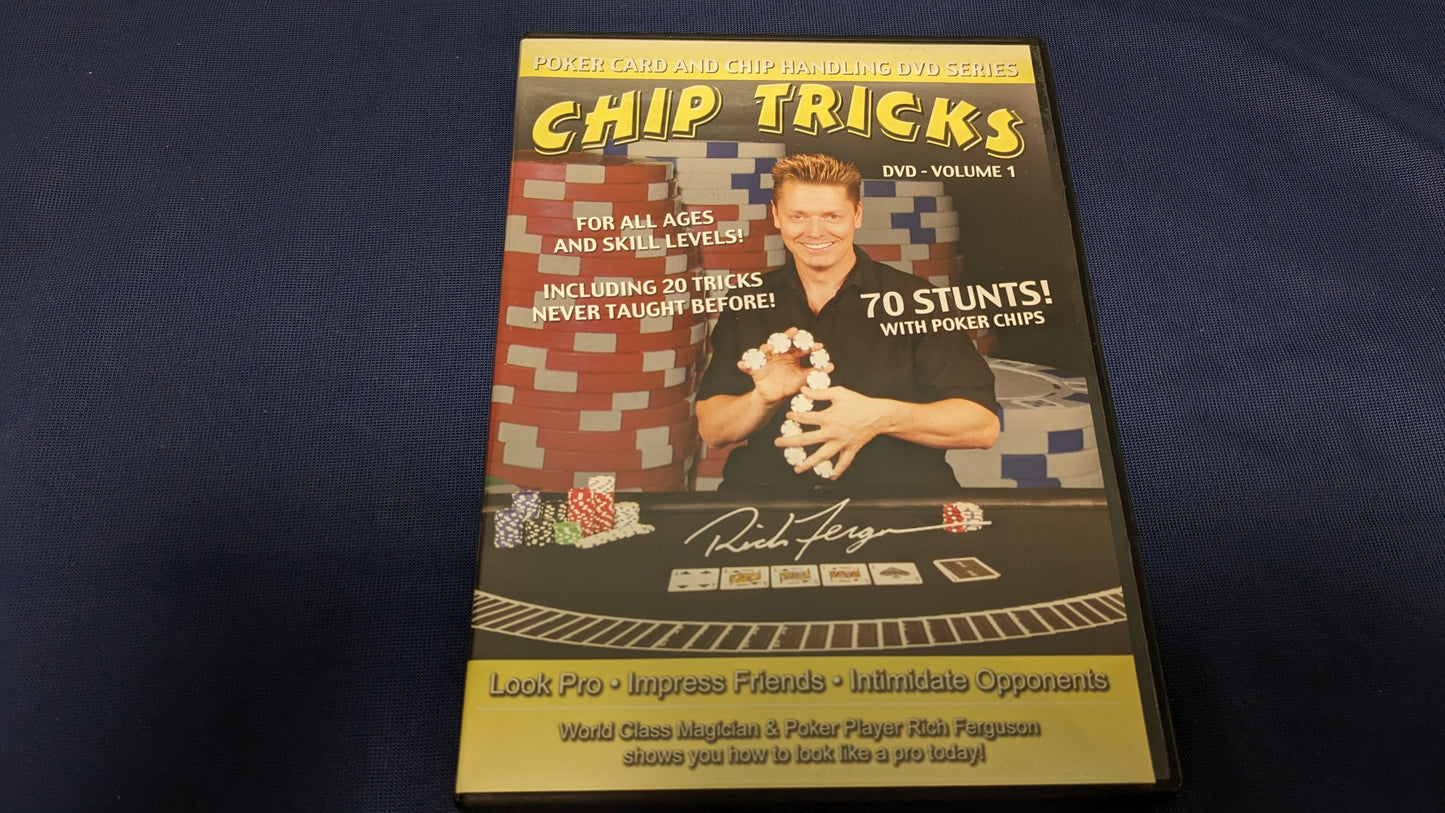 POKER CARD AND CHIP HANDLING DVD SERIES
CHIP TRICKS
DVD - VOLUME 1
FOR ALL AGES
AND SKILL LEVELS!
INCLUDING 20 TRICKS
NEVER TAUGHT BEFORE!
70 STUNTS!
WITH POKER CHIPS
Rich Ferguson
Look Pro • Impress Friends • Intimidate Opponents
World Class Magician & Poker Player Rich Ferguson
shows you how to look like a pro today!